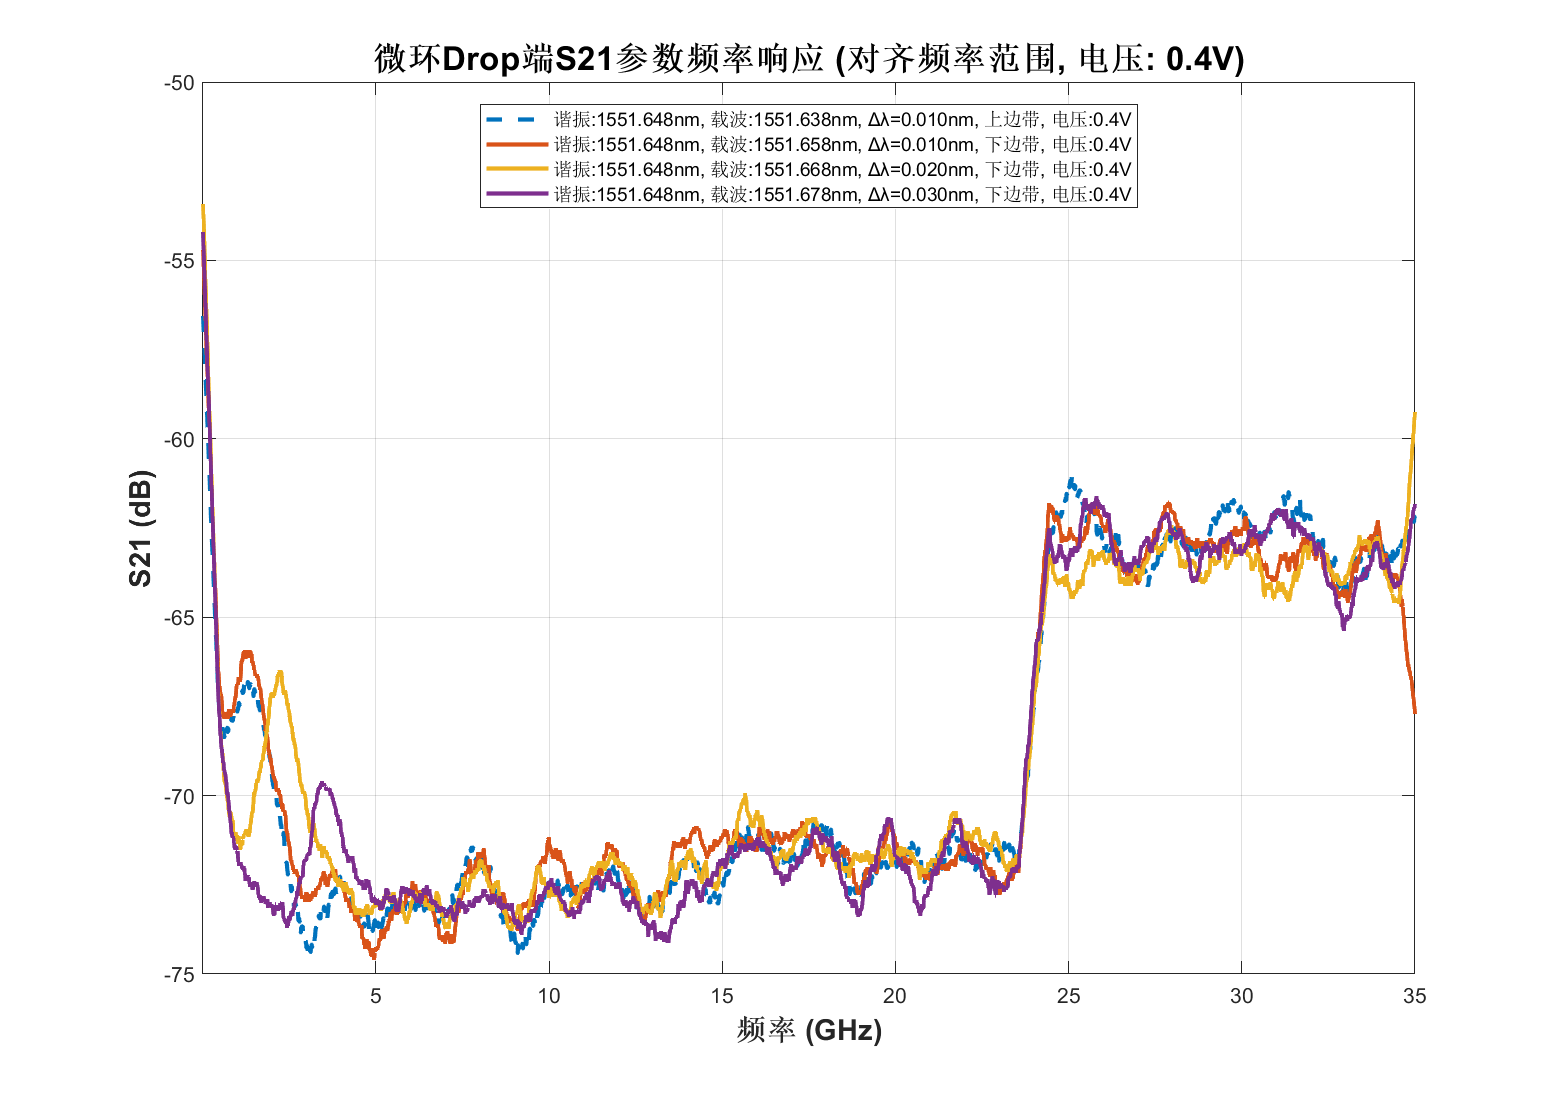 微环Drop端S21参数频率响应 (对齐频率范围, 电压: 0.4V)
谐振:1551.648nm, 载波:1551.638nm, Δλ=0.010nm, 上边带, 电压:0.4V
谐振:1551.648nm, 载波:1551.658nm, Δλ=0.010nm, 下边带, 电压:0.4V
谐振:1551.648nm, 载波:1551.668nm, Δλ=0.020nm, 下边带, 电压:0.4V
谐振:1551.648nm, 载波:1551.678nm, Δλ=0.030nm, 下边带, 电压:0.4V
S21 (dB)
-50
-55
-60
-65
-70
-75
5 10 15 20 25 30 35
频率 (GHz)